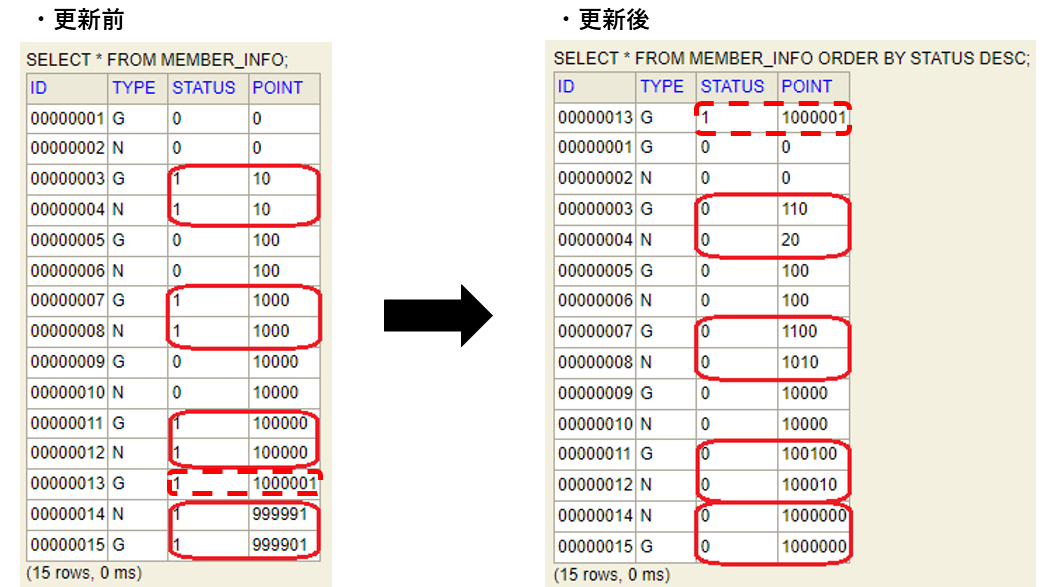 ・更新前
SELECT * FROM MEMBER_INFO;
ID TYPE STATUS POINT
00000001 G 0 0
00000002 N 0 0
00000003 G 1 10
00000004 N 1 10
00000005 G 0 100
00000006 N 0 100
00000007 G 1 1000
00000008 N 1 1000
00000009 G 0 10000
00000010 N 0 10000
00000011 G 1 100000
00000012 N 1 100000
00000013 G 1 1000001
00000014 N 1 999991
00000015 G 1 999901
(15 rows, 0 ms)
・更新後
SELECT * FROM MEMBER_INFO ORDER BY STATUS DESC;
ID TYPE STATUS POINT
00000013 G 1 1000001
00000001 G 0 0
00000002 N 0 0
00000003 G 0 110
00000004 N 0 20
00000005 G 0 100
00000006 N 0 100
00000007 G 0 1100
00000008 N 0 1010
00000009 G 0 10000
00000010 N 0 10000
00000011 G 0 100100
00000012 N 0 100010
00000014 N 0 1000000
00000015 G 0 1000000
(15 rows, 0 ms)